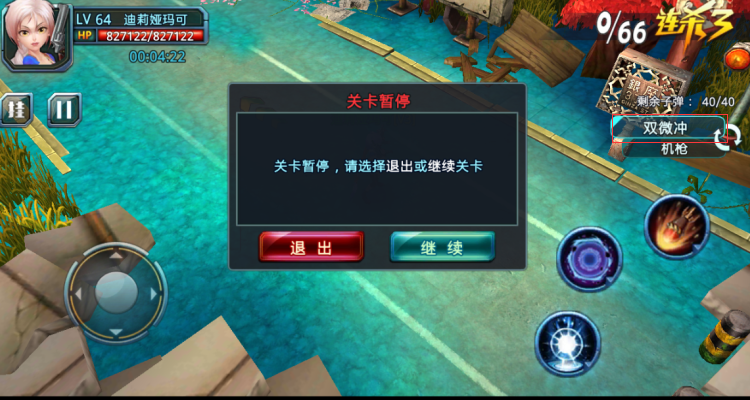 LV 64 迪莉娅玛可
HP 827122/827122
00:04:22
0/66 连杀 3
挂
剩余子弹： 40/40
双微冲
机枪
关卡暂停
关卡暂停，请选择退出或继续关卡
退出
继续